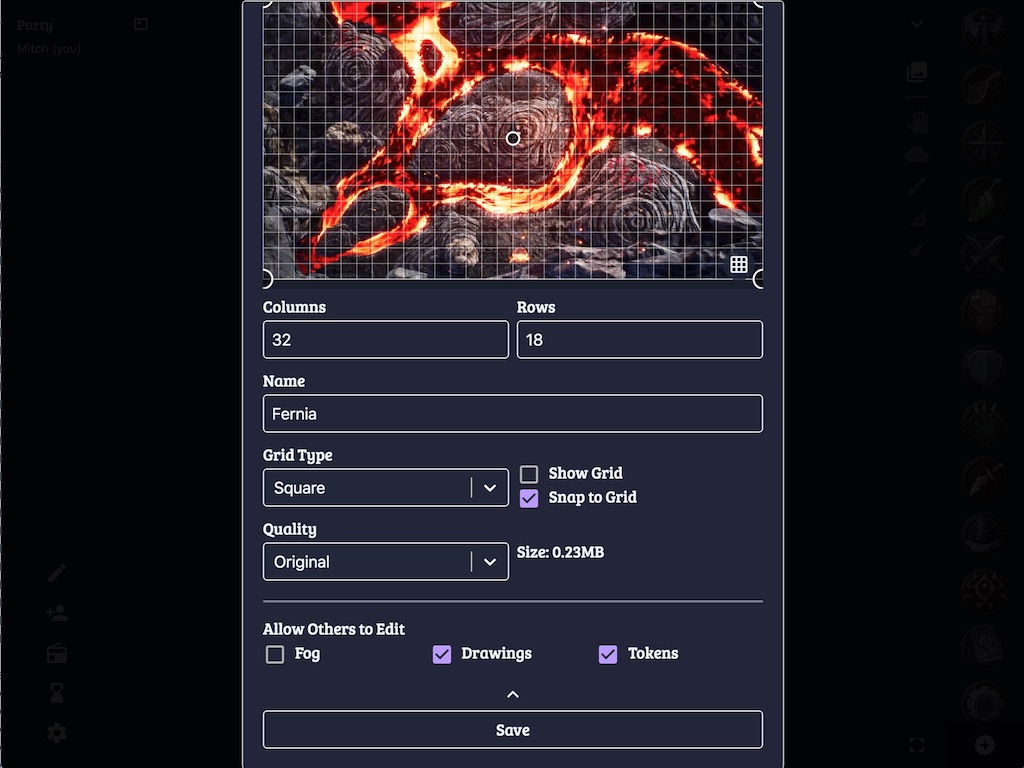 Party
Mitch (you)
Columns
Rows
32
18
Name
Fernia
Grid Type
Square
Show Grid
Snap to Grid
Quality
Original
Size: 0.23MB
Allow Others to Edit
Fog
Drawings
Tokens
Save